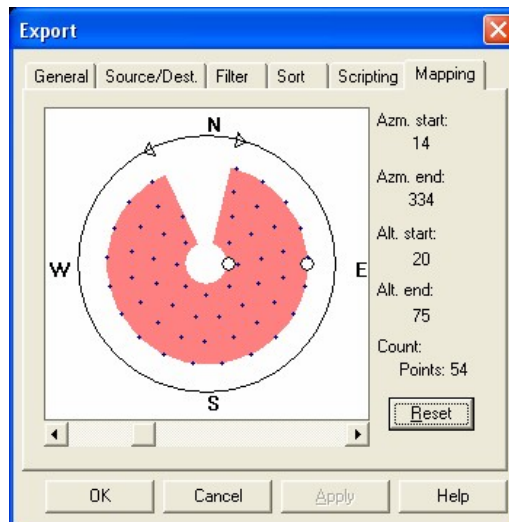 Export
General
Source/Dest.
Filter
Sort
Scripting
Mapping
N
W
E
S
Azm. start:
14
Azm. end:
334
Alt. start:
20
Alt. end:
75
Count:
Points: 54
Reset
OK
Cancel
Apply
Help